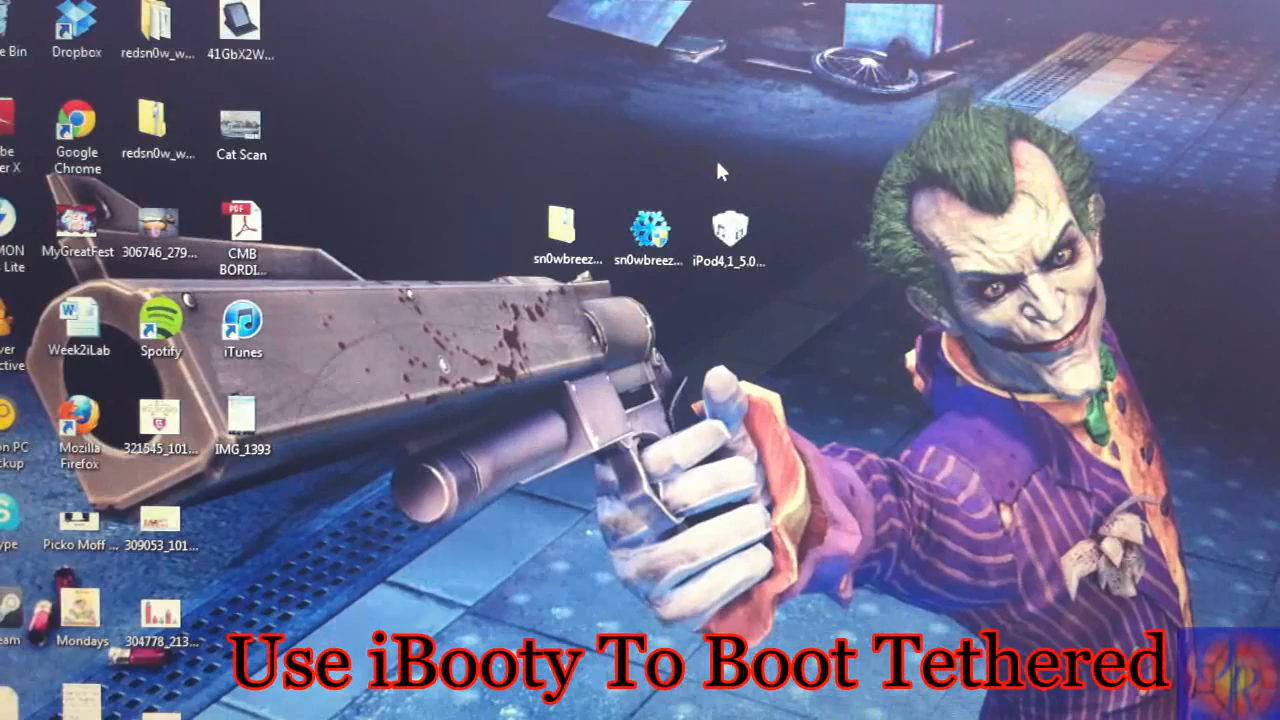 e Bin
Dropbox
redsn0w_w...
41GbX2W...
be
er X
Google
Chrome
redsn0w_w...
Cat Scan
MON
Lite
MyGreatFest
306746_279...
PDF
CMB
BORDI...
sn0wbreez...
sn0wbreez...
iPod4,1_5.0...
ver
ctive
Week2iLab
Spotify
iTunes
on PC
ckup
Mozilla
Firefox
321545_101...
IMG_1393
ype
Picko Moff ...
309053_101...
eam
Mondays
304778_213...
Use iBooty To Boot Tethered